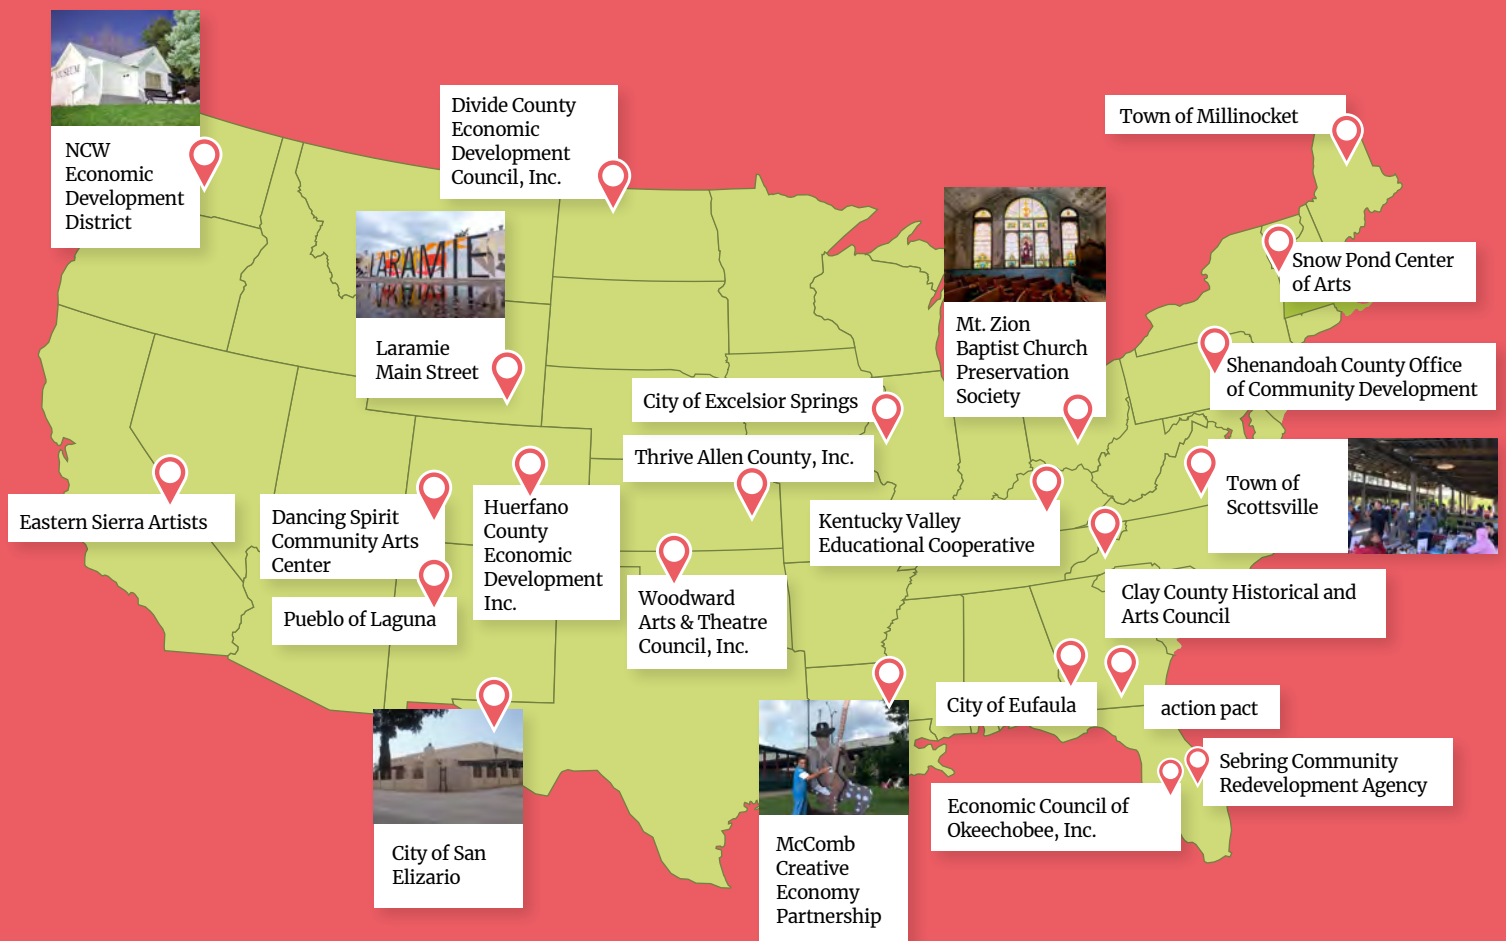 MUSEUM
NCW
Economic
Development
District
Divide County
Economic
Development
Council, Inc.
Town of Millinocket
LARAMIE
Laramie
Main Street
Mt. Zion
Baptist Church
Preservation
Society
Snow Pond Center
of Arts
Shenandoah County Office
of Community Development
City of Excelsior Springs
Thrive Allen County, Inc.
Town of
Scottsville
Eastern Sierra Artists
Dancing Spirit
Community Arts
Center
Huerfano
County
Economic
Development
Inc.
Kentucky Valley
Educational Cooperative
Pueblo of Laguna
Woodward
Arts & Theatre
Council, Inc.
Clay County Historical and
Arts Council
City of Eufaula
action pact
Sebring Community
Redevelopment Agency
Economic Council of
Okeechobee, Inc.
City of San
Elizario
McComb
Creative
Economy
Partnership